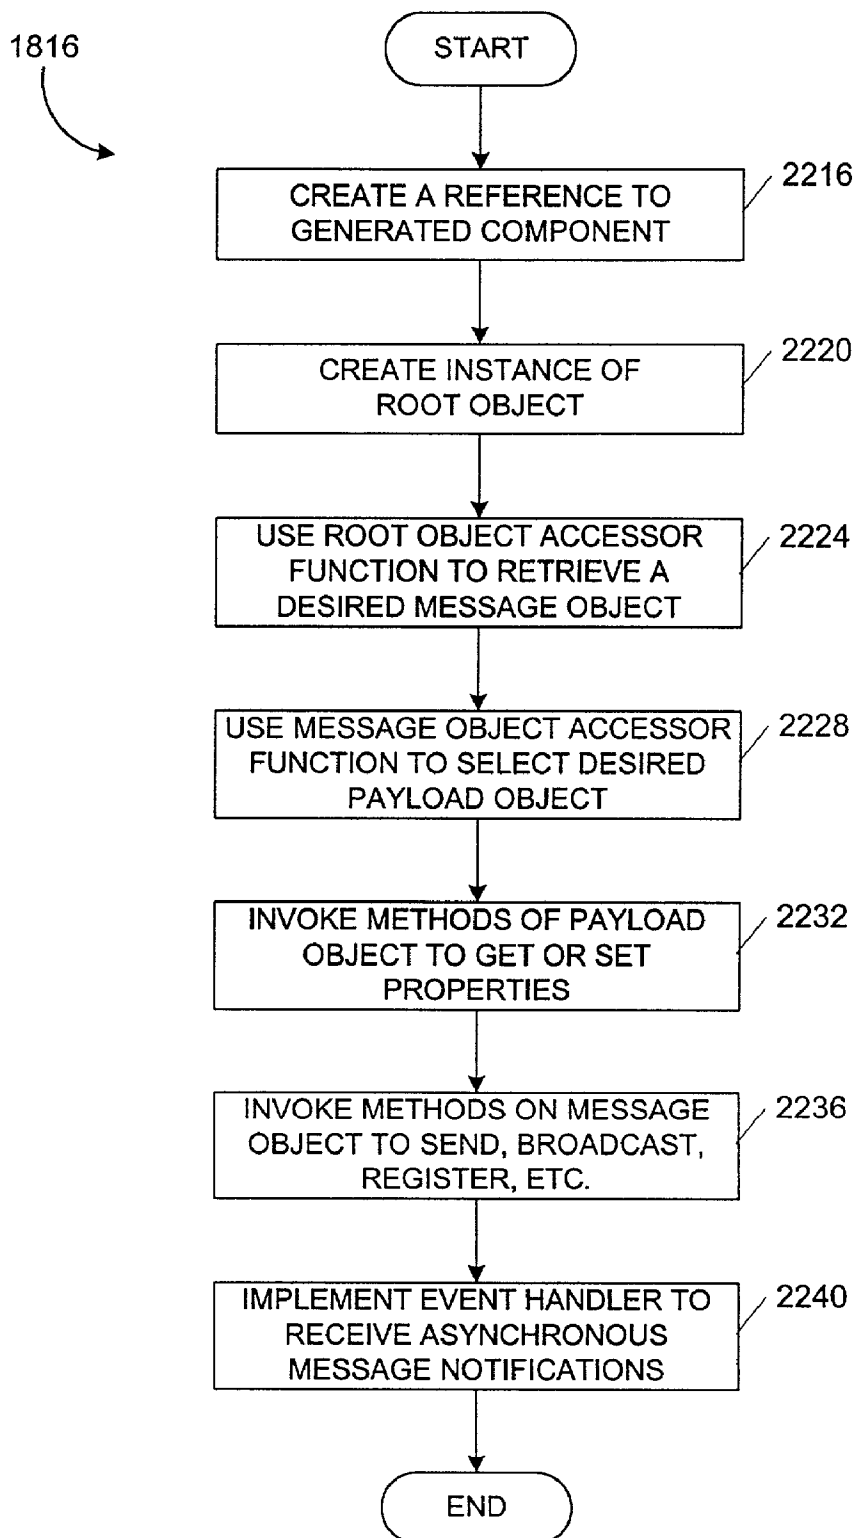 1816
START
CREATE A REFERENCE TO
GENERATED COMPONENT
2216
CREATE INSTANCE OF
ROOT OBJECT
2220
USE ROOT OBJECT ACCESSOR
FUNCTION TO RETRIEVE A
DESIRED MESSAGE OBJECT
2224
USE MESSAGE OBJECT ACCESSOR
FUNCTION TO SELECT DESIRED
PAYLOAD OBJECT
2228
INVOKE METHODS OF PAYLOAD
OBJECT TO GET OR SET
PROPERTIES
2232
INVOKE METHODS ON MESSAGE
OBJECT TO SEND, BROADCAST,
REGISTER, ETC.
2236
IMPLEMENT EVENT HANDLER TO
RECEIVE ASYNCHRONOUS
MESSAGE NOTIFICATIONS
2240
END